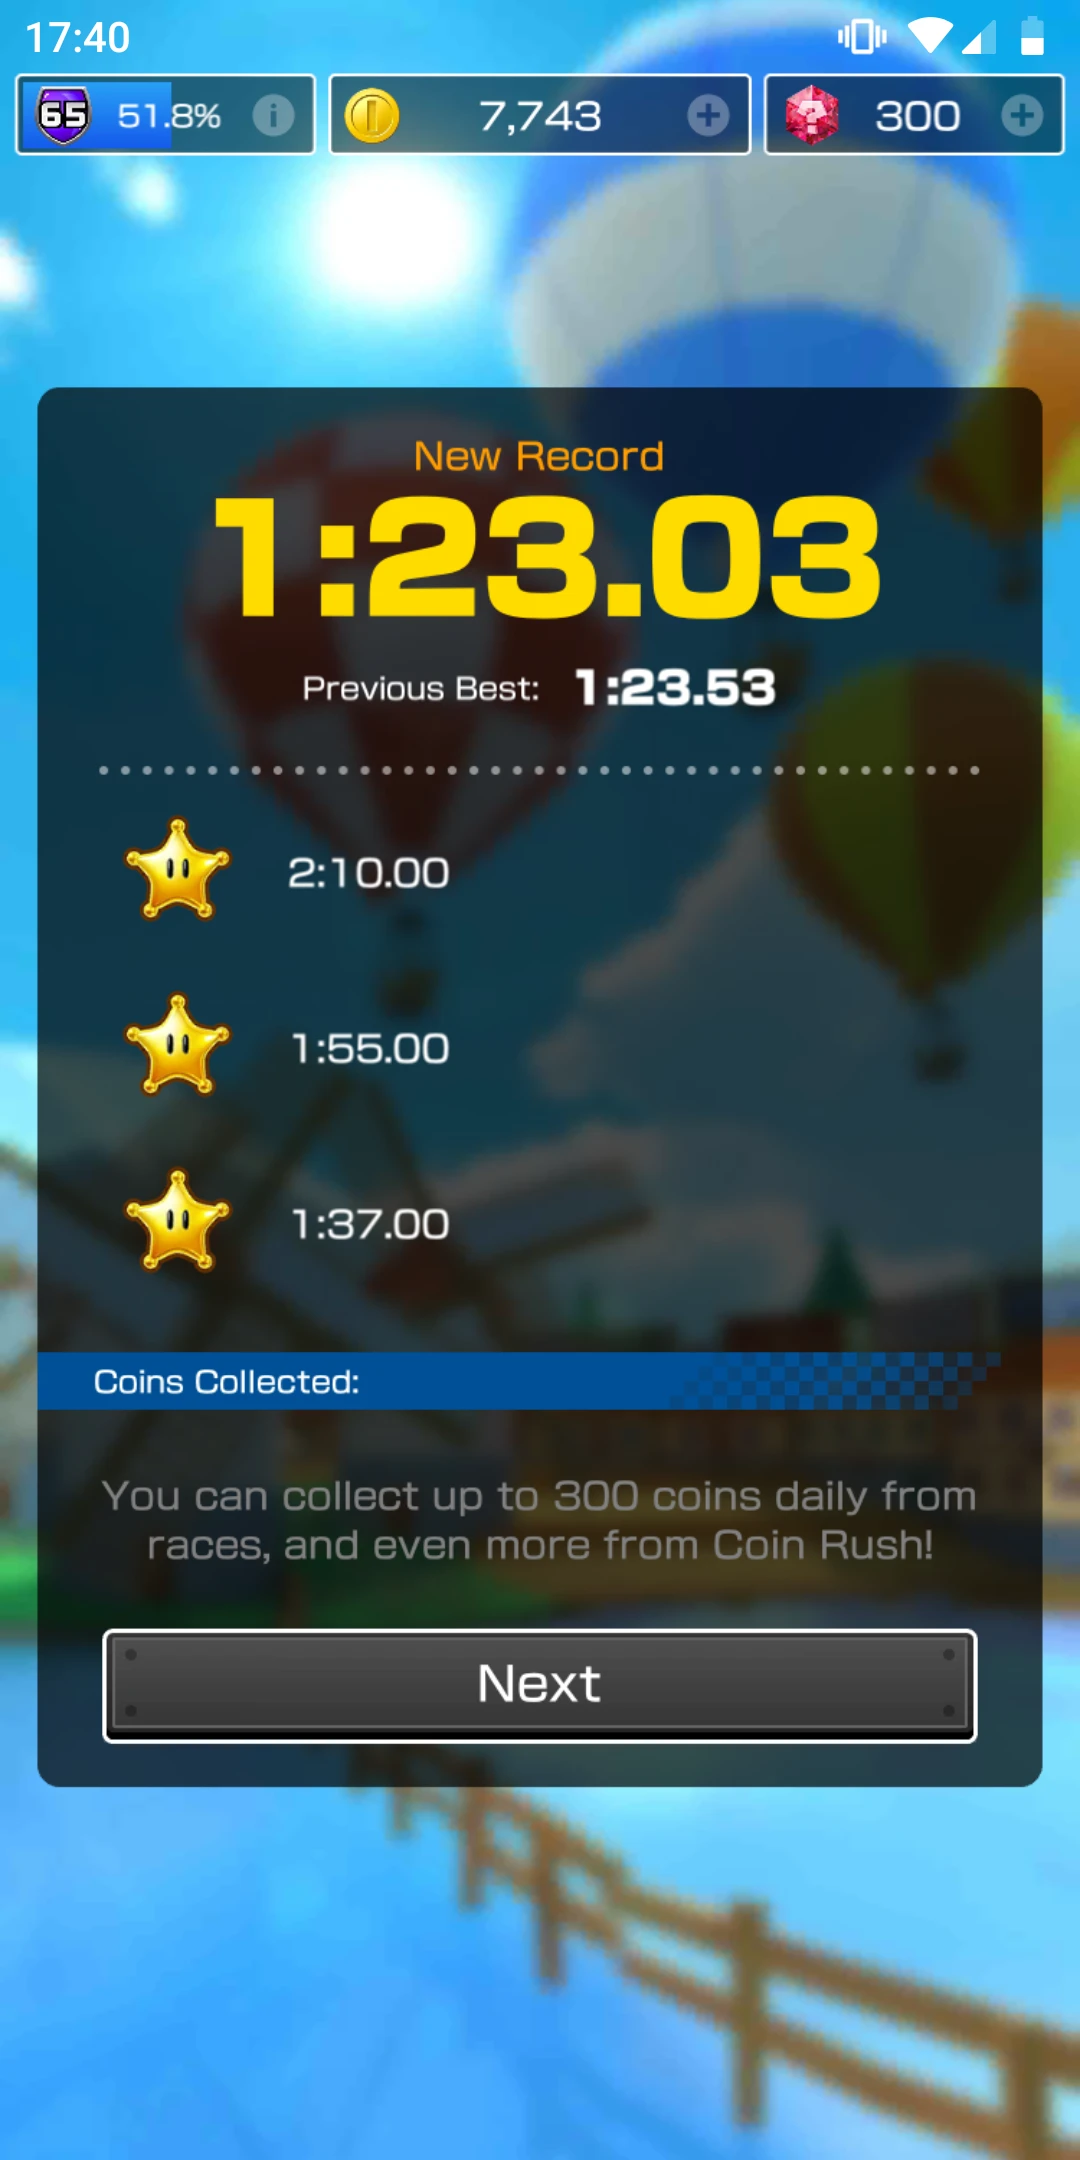 17:40
65 51.8% i 7,743 + 300 +
New Record
1:23.03
Previous Best: 1:23.53
2:10.00
1:55.00
1:37.00
Coins Collected:
You can collect up to 300 coins daily from
races, and even more from Coin Rush!
Next